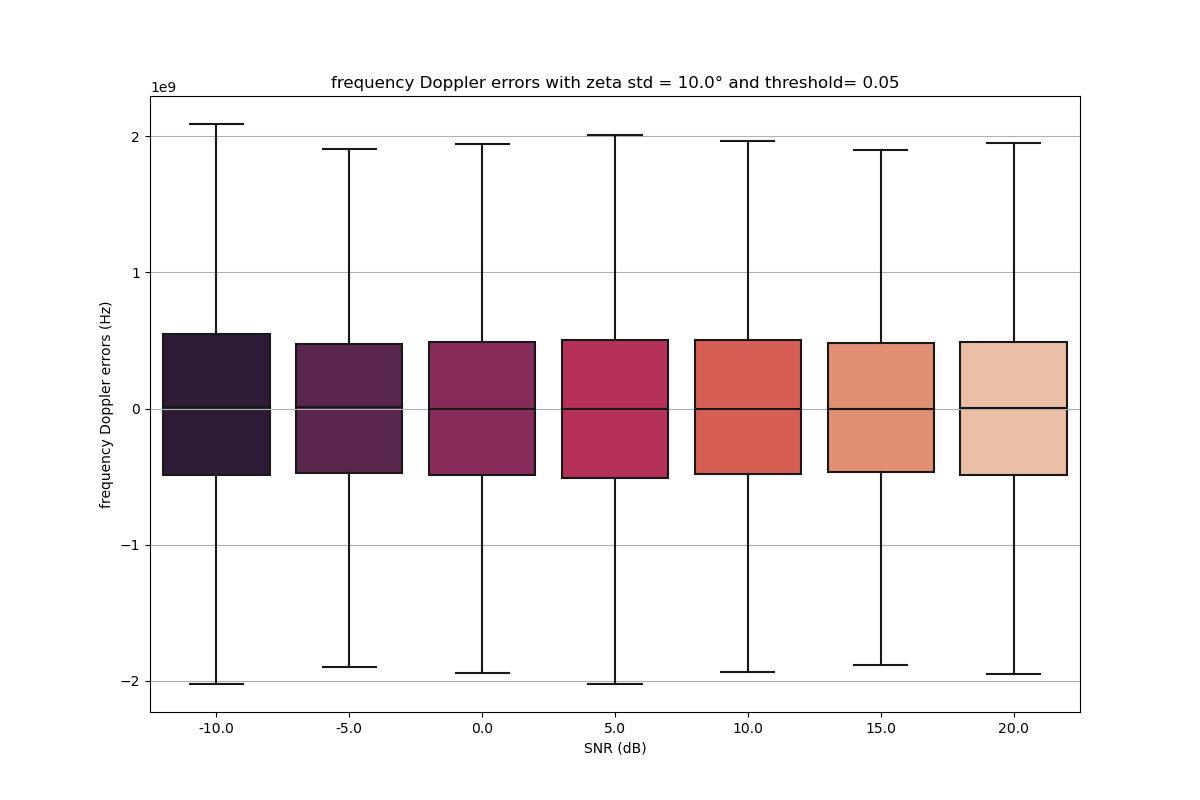 frequency Doppler errors with zeta std = 10.0° and threshold= 0.05
1e9
2
1
0
−1
−2
frequency Doppler errors (Hz)
-10.0 -5.0 0.0 5.0 10.0 15.0 20.0
SNR (dB)